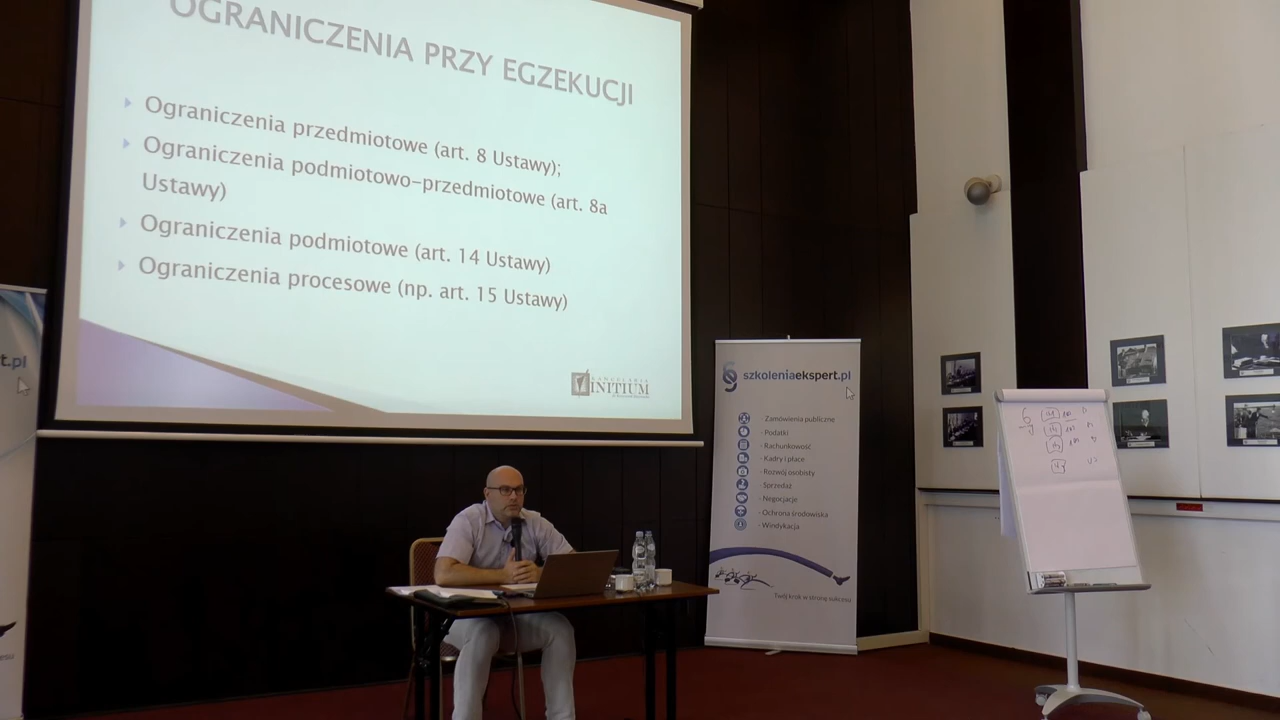 OGRANICZENIA PRZY EGZEKUCJI
Ograniczenia przedmiotowe (art. 8 Ustawy);
Ograniczenia podmiotowo-przedmiotowe (art. 8a
Ustawy)
Ograniczenia podmiotowe (art. 14 Ustawy)
Ograniczenia procesowe (np. art. 15 Ustawy)
KANCELARIA
INITIUM
t.pl
szkoleniaekspert.pl
- Zamówienia publiczne
- Podatki
- Rachunkowość
- Kadry i płace
- Rozwój osobisty
- Sprzedaż
- Negocjacje
- Ochrona środowiska
- Windykacja
Twój krok w stronę sukcesu